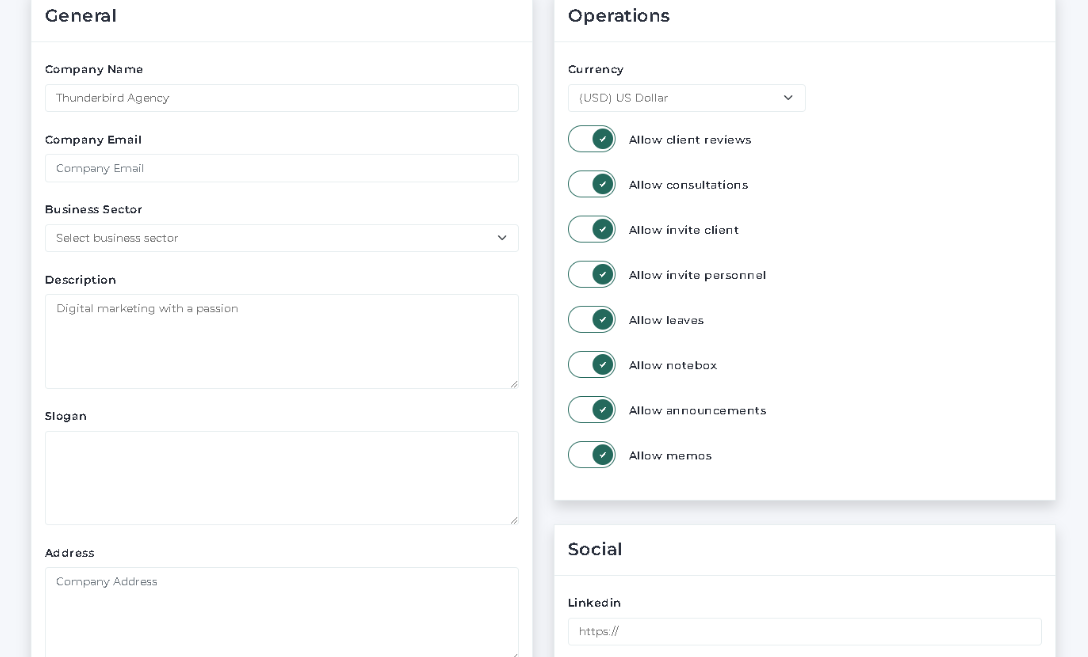 General
Company Name
Thunderbird Agency
Company Email
Company Email
Business Sector
Select business sector
Description
Digital marketing with a passion
Slogan
Address
Company Address
Operations
Currency
(USD) US Dollar
Allow client reviews
Allow consultations
Allow invite client
Allow invite personnel
Allow leaves
Allow notebox
Allow announcements
Allow memos
Social
Linkedin
https://